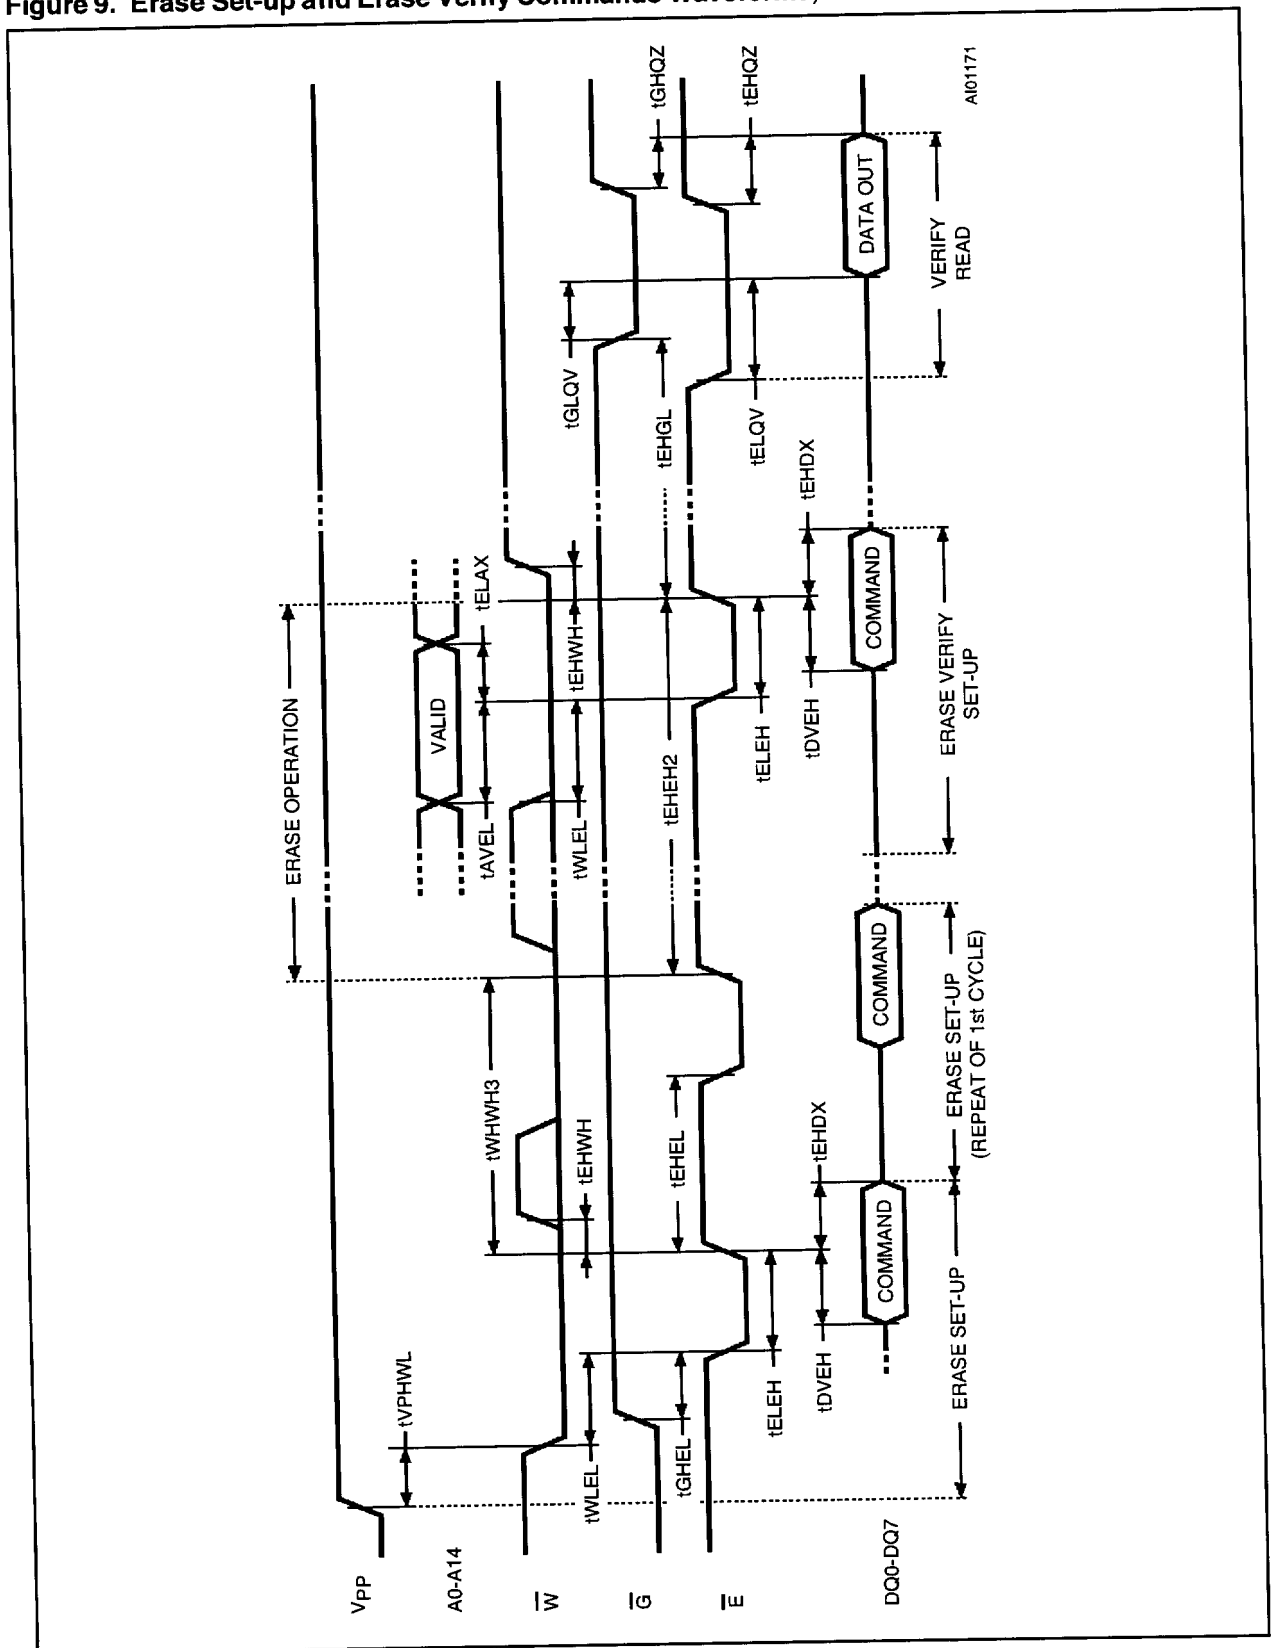 Figure 9. Erase Set-up and Erase Verify Commands Waveforms,
VPP
A0-A14
W
G
E
DQ0-DQ7
tVPHWL
tWLEL
tGHEL
tELEH
tDVEH
COMMAND
ERASE SET-UP
tWHWH3
tEHWH
tEHEL
tEHDX
COMMAND
ERASE SET-UP
(REPEAT OF 1st CYCLE)
ERASE OPERATION
VALID
tAVEL
tELAX
tWLEL
tEHWH
tEHEH2
tELEH
tDVEH
tEHDX
COMMAND
ERASE VERIFY
SET-UP
tGLQV
tEHGL
tELQV
tGHQZ
tEHQZ
DATA OUT
VERIFY
READ
AI01171